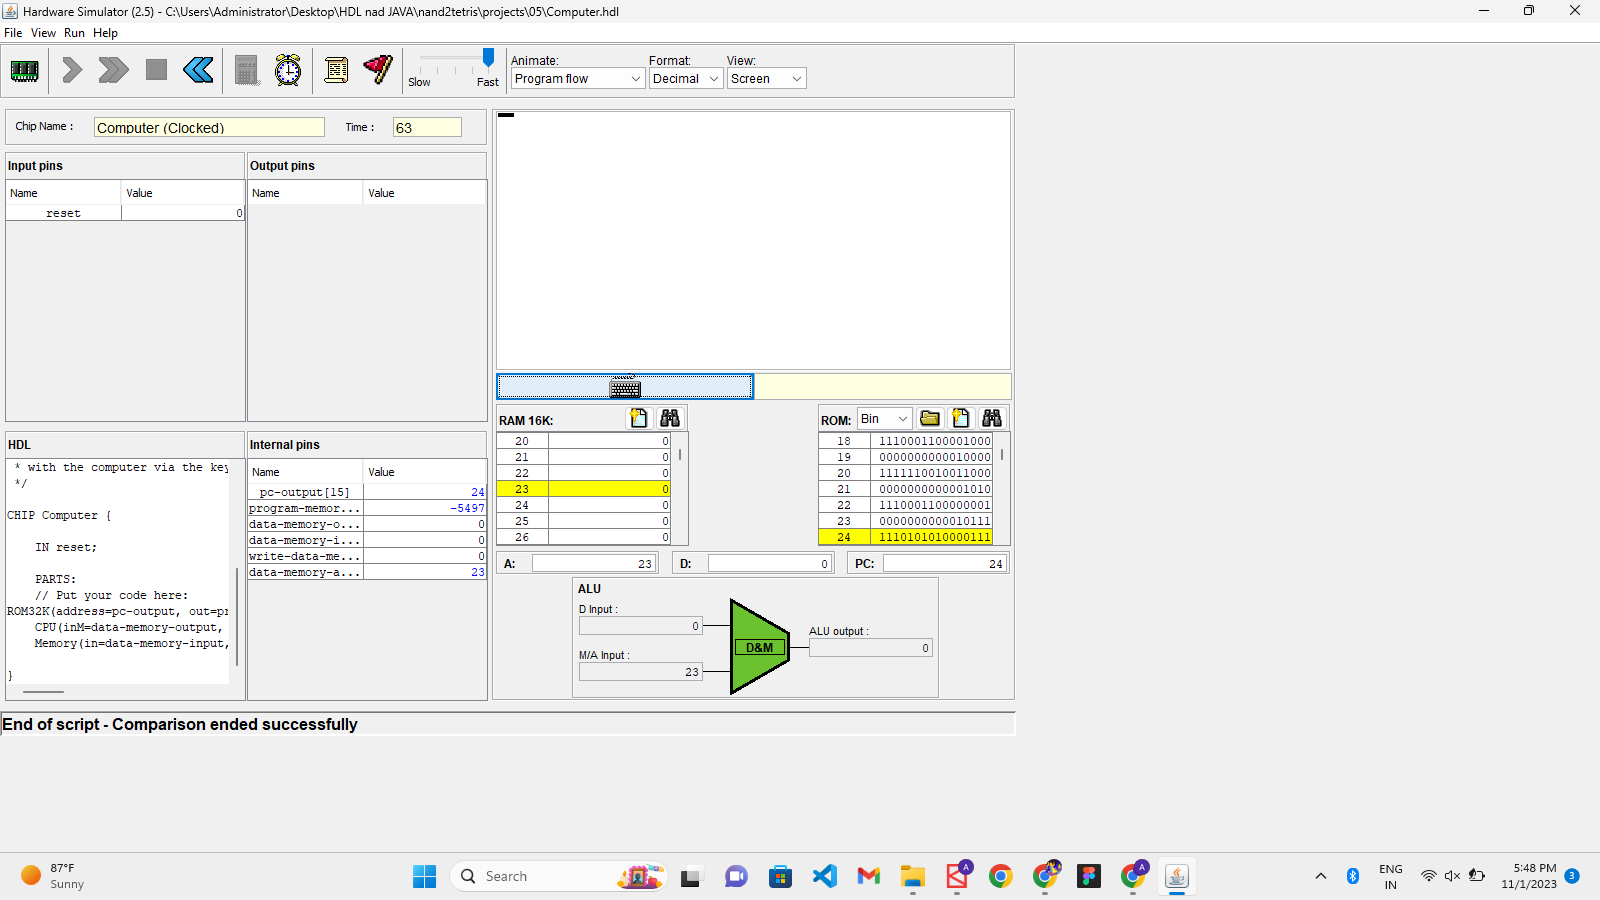 Hardware Simulator (2.5) - C:\Users\Administrator\Desktop\HDL nad JAVA\nand2tetris\projects\05\Computer.hdl
File View Run Help
Slow Fast
Animate: Format: View:
Program flow Decimal Screen
Chip Name : Computer (Clocked) Time : 63
Input pins Output pins
Name Value Name Value
reset 0
HDL
* with the computer via the key
*/
CHIP Computer {
IN reset;
PARTS:
// Put your code here:
ROM32K(address=pc-output, out=pr
CPU(inM=data-memory-output,
Memory(in=data-memory-input,
}
Internal pins
Name Value
pc-output[15] 24
program-memor... -5497
data-memory-o... 0
data-memory-i... 0
write-data-me... 0
data-memory-a... 23
RAM 16K:
20 0
21 0
22 0
23 0
24 0
25 0
26 0
ROM: Bin
18 1110001100001000
19 0000000000010000
20 1111110010011000
21 0000000000001010
22 1110001100000001
23 0000000000010111
24 1110101010000111
A: 23 D: 0 PC: 24
ALU
D Input :
0
M/A Input :
23
D&M
ALU output :
0
End of script - Comparison ended successfully
87°F
Sunny
Search
A
A
ENG
IN
5:48 PM
11/1/2023
3